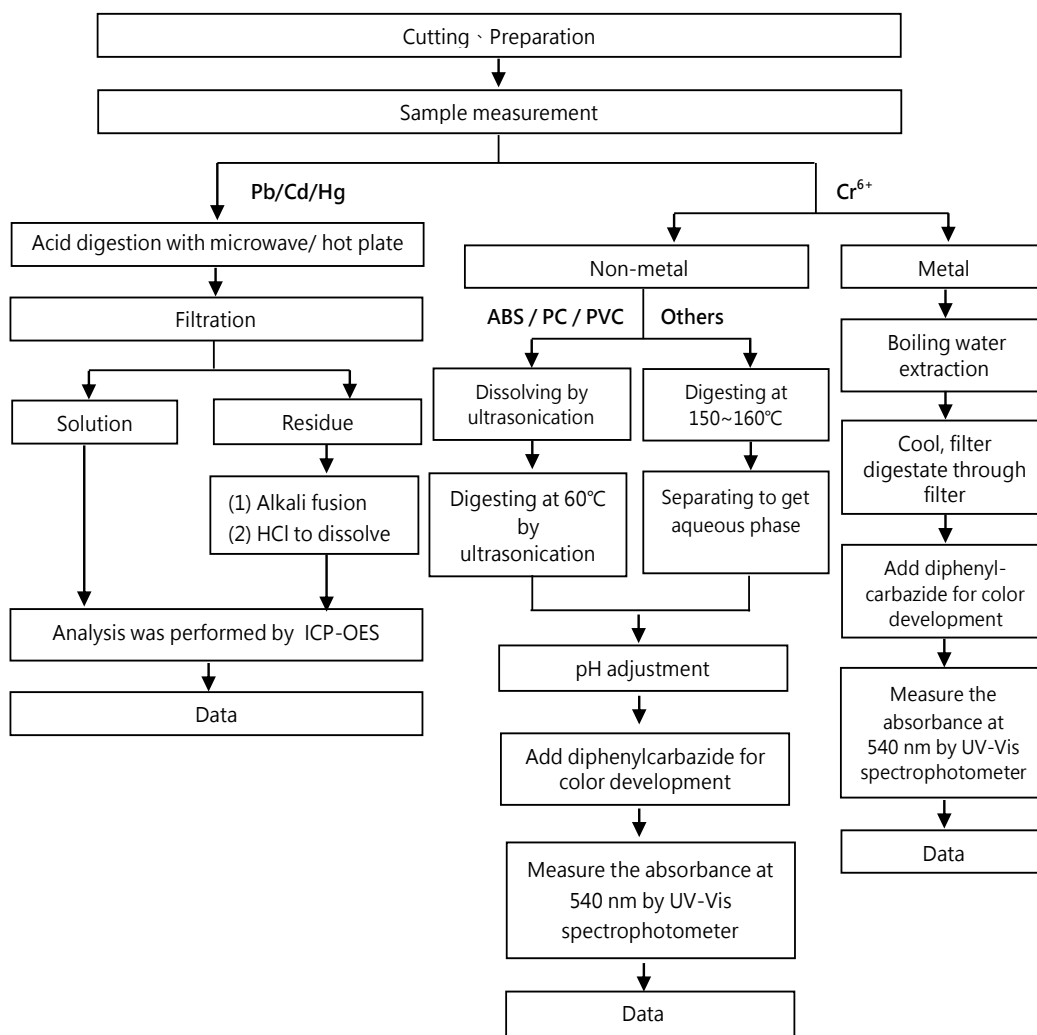 Cutting、Preparation
Sample measurement
Pb/Cd/Hg
Cr⁶⁺
Acid digestion with microwave/ hot plate
Filtration
Solution
Residue
(1) Alkali fusion
(2) HCl to dissolve
Analysis was performed by ICP-OES
Data
Non-metal
ABS / PC / PVC
Others
Dissolving by
ultrasonication
Digesting at 60℃
by
ultrasonication
Digesting at
150~160℃
Separating to get
aqueous phase
pH adjustment
Add diphenylcarbazide for
color development
Measure the absorbance at
540 nm by UV-Vis
spectrophotometer
Data
Metal
Boiling water
extraction
Cool, filter
digestate through
filter
Add diphenyl-
carbazide for color
development
Measure the
absorbance at
540 nm by UV-Vis
spectrophotometer
Data